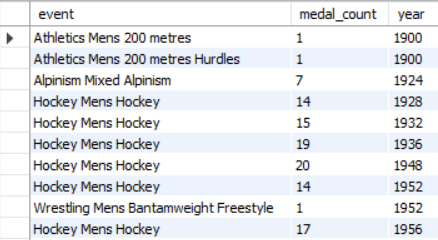 event medal_count year
Athletics Mens 200 metres 1 1900
Athletics Mens 200 metres Hurdles 1 1900
Alpinism Mixed Alpinism 7 1924
Hockey Mens Hockey 14 1928
Hockey Mens Hockey 15 1932
Hockey Mens Hockey 19 1936
Hockey Mens Hockey 20 1948
Hockey Mens Hockey 14 1952
Wrestling Mens Bantamweight Freestyle 1 1952
Hockey Mens Hockey 17 1956